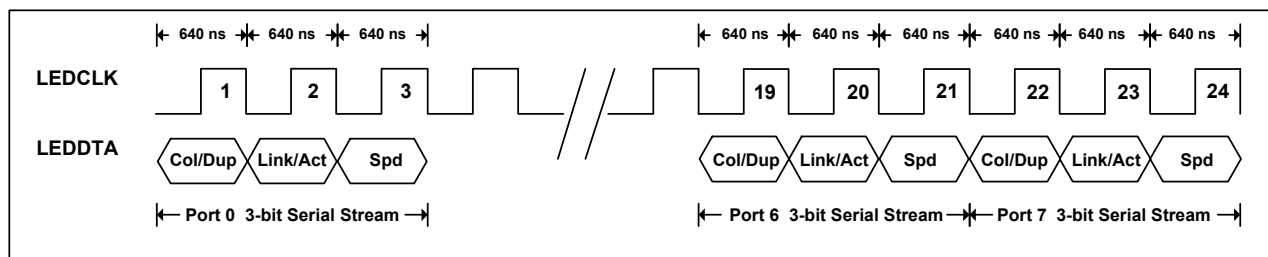 640 ns 640 ns 640 ns 640 ns 640 ns 640 ns 640 ns 640 ns 640 ns
LEDCLK 1 2 3 19 20 21 22 23 24
LEDDTA Col/Dup Link/Act Spd Col/Dup Link/Act Spd Col/Dup Link/Act Spd
Port 0 3-bit Serial Stream Port 6 3-bit Serial Stream Port 7 3-bit Serial Stream